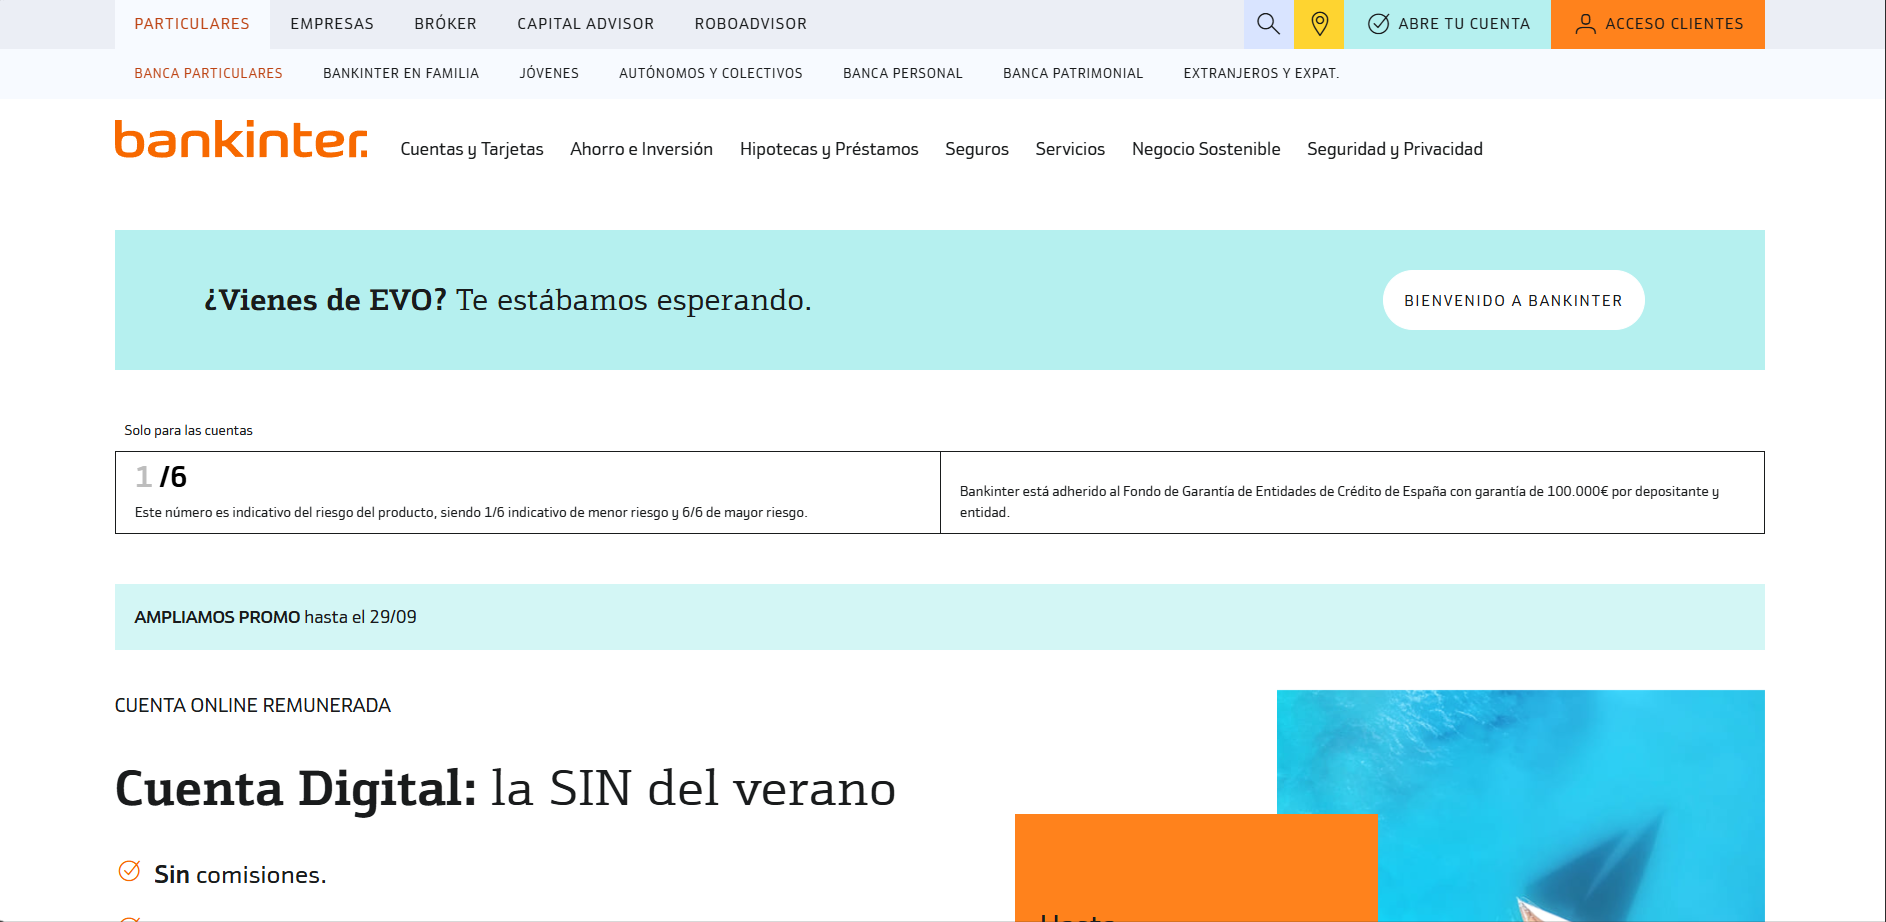 PARTICULARES EMPRESAS BRÓKER CAPITAL ADVISOR ROBOADVISOR ABRE TU CUENTA ACCESO CLIENTES
BANCA PARTICULARES BANKINTER EN FAMILIA JÓVENES AUTÓNOMOS Y COLECTIVOS BANCA PERSONAL BANCA PATRIMONIAL EXTRANJEROS Y EXPAT.
bankinter. Cuentas y Tarjetas Ahorro e Inversión Hipotecas y Préstamos Seguros Servicios Negocio Sostenible Seguridad y Privacidad
¿Vienes de EVO? Te estábamos esperando. BIENVENIDO A BANKINTER
Solo para las cuentas
1 /6
Este número es indicativo del riesgo del producto, siendo 1/6 indicativo de menor riesgo y 6/6 de mayor riesgo.
Bankinter está adherido al Fondo de Garantía de Entidades de Crédito de España con garantía de 100.000€ por depositante y
entidad.
AMPLIAMOS PROMO hasta el 29/09
CUENTA ONLINE REMUNERADA
Cuenta Digital: la SIN del verano
Sin comisiones.